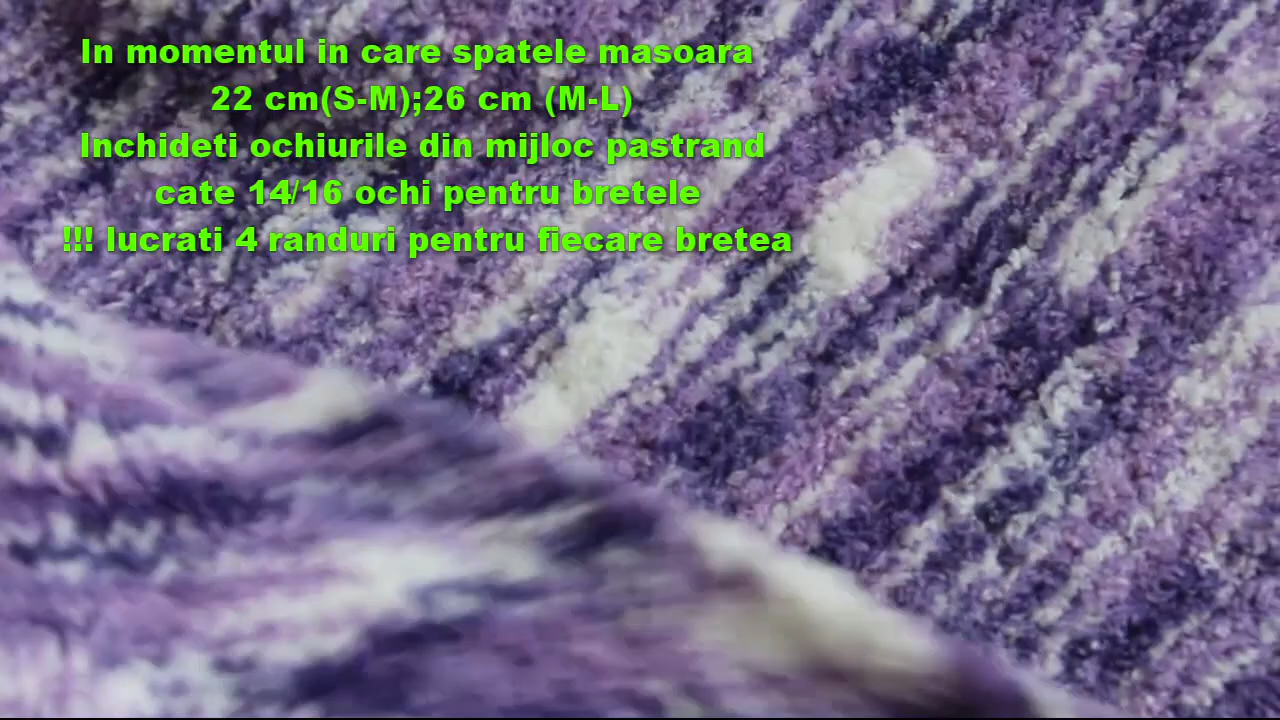 In momentul in care spatele masoara
22 cm(S-M);26 cm (M-L)
Inchideti ochiurile din mijloc pastrand
cate 14/16 ochi pentru bretele
!!! lucrati 4 randuri pentru fiecare bretea